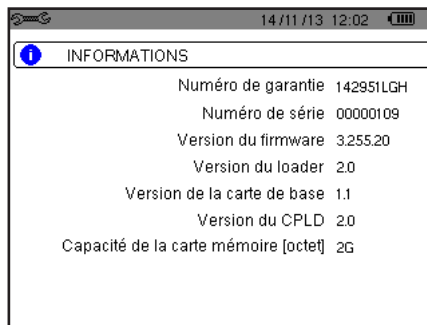 14/11/13 12:02
INFORMATIONS
Numéro de garantie 142951LGH
Numéro de série 00000109
Version du firmware 3.255.20
Version du loader 2.0
Version de la carte de base 1.1
Version du CPLD 2.0
Capacité de la carte mémoire [octet] 2G